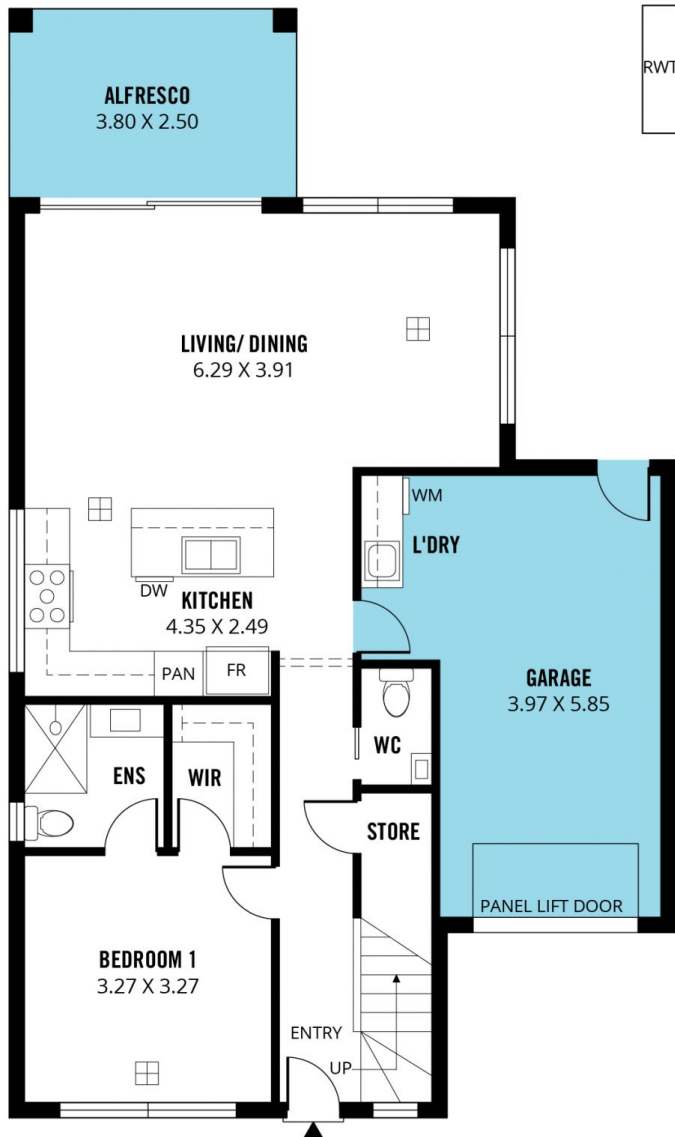 ALFRESCO
3.80 X 2.50
RWT
LIVING/ DINING
6.29 X 3.91
WM
L'DRY
DW
KITCHEN
4.35 X 2.49
PAN
FR
GARAGE
3.97 X 5.85
WC
ENS
WIR
STORE
PANEL LIFT DOOR
BEDROOM 1
3.27 X 3.27
ENTRY
UP